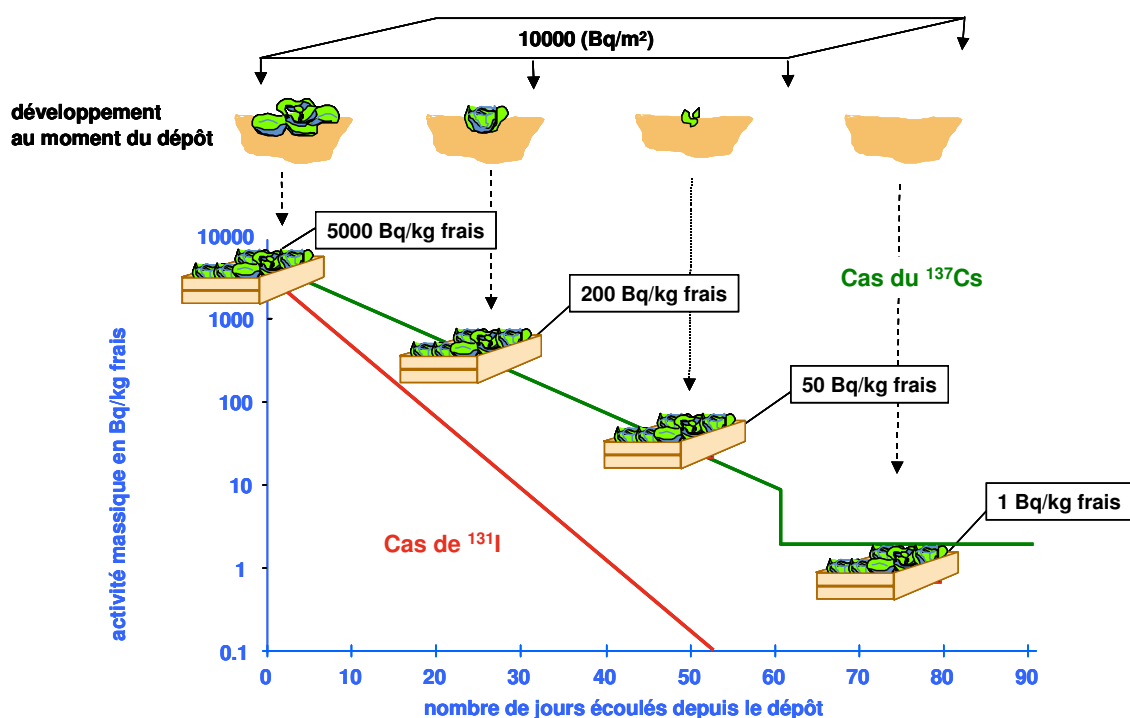 10000 (Bq/m²)
développement
au moment du dépôt
10000
5000 Bq/kg frais
200 Bq/kg frais
Cas du ¹³⁷Cs
1000
50 Bq/kg frais
100
10
1 Bq/kg frais
Cas de ¹³¹I
1
0.1
activité massique en Bq/kg frais
0 10 20 30 40 50 60 70 80 90
nombre de jours écoulés depuis le dépôt